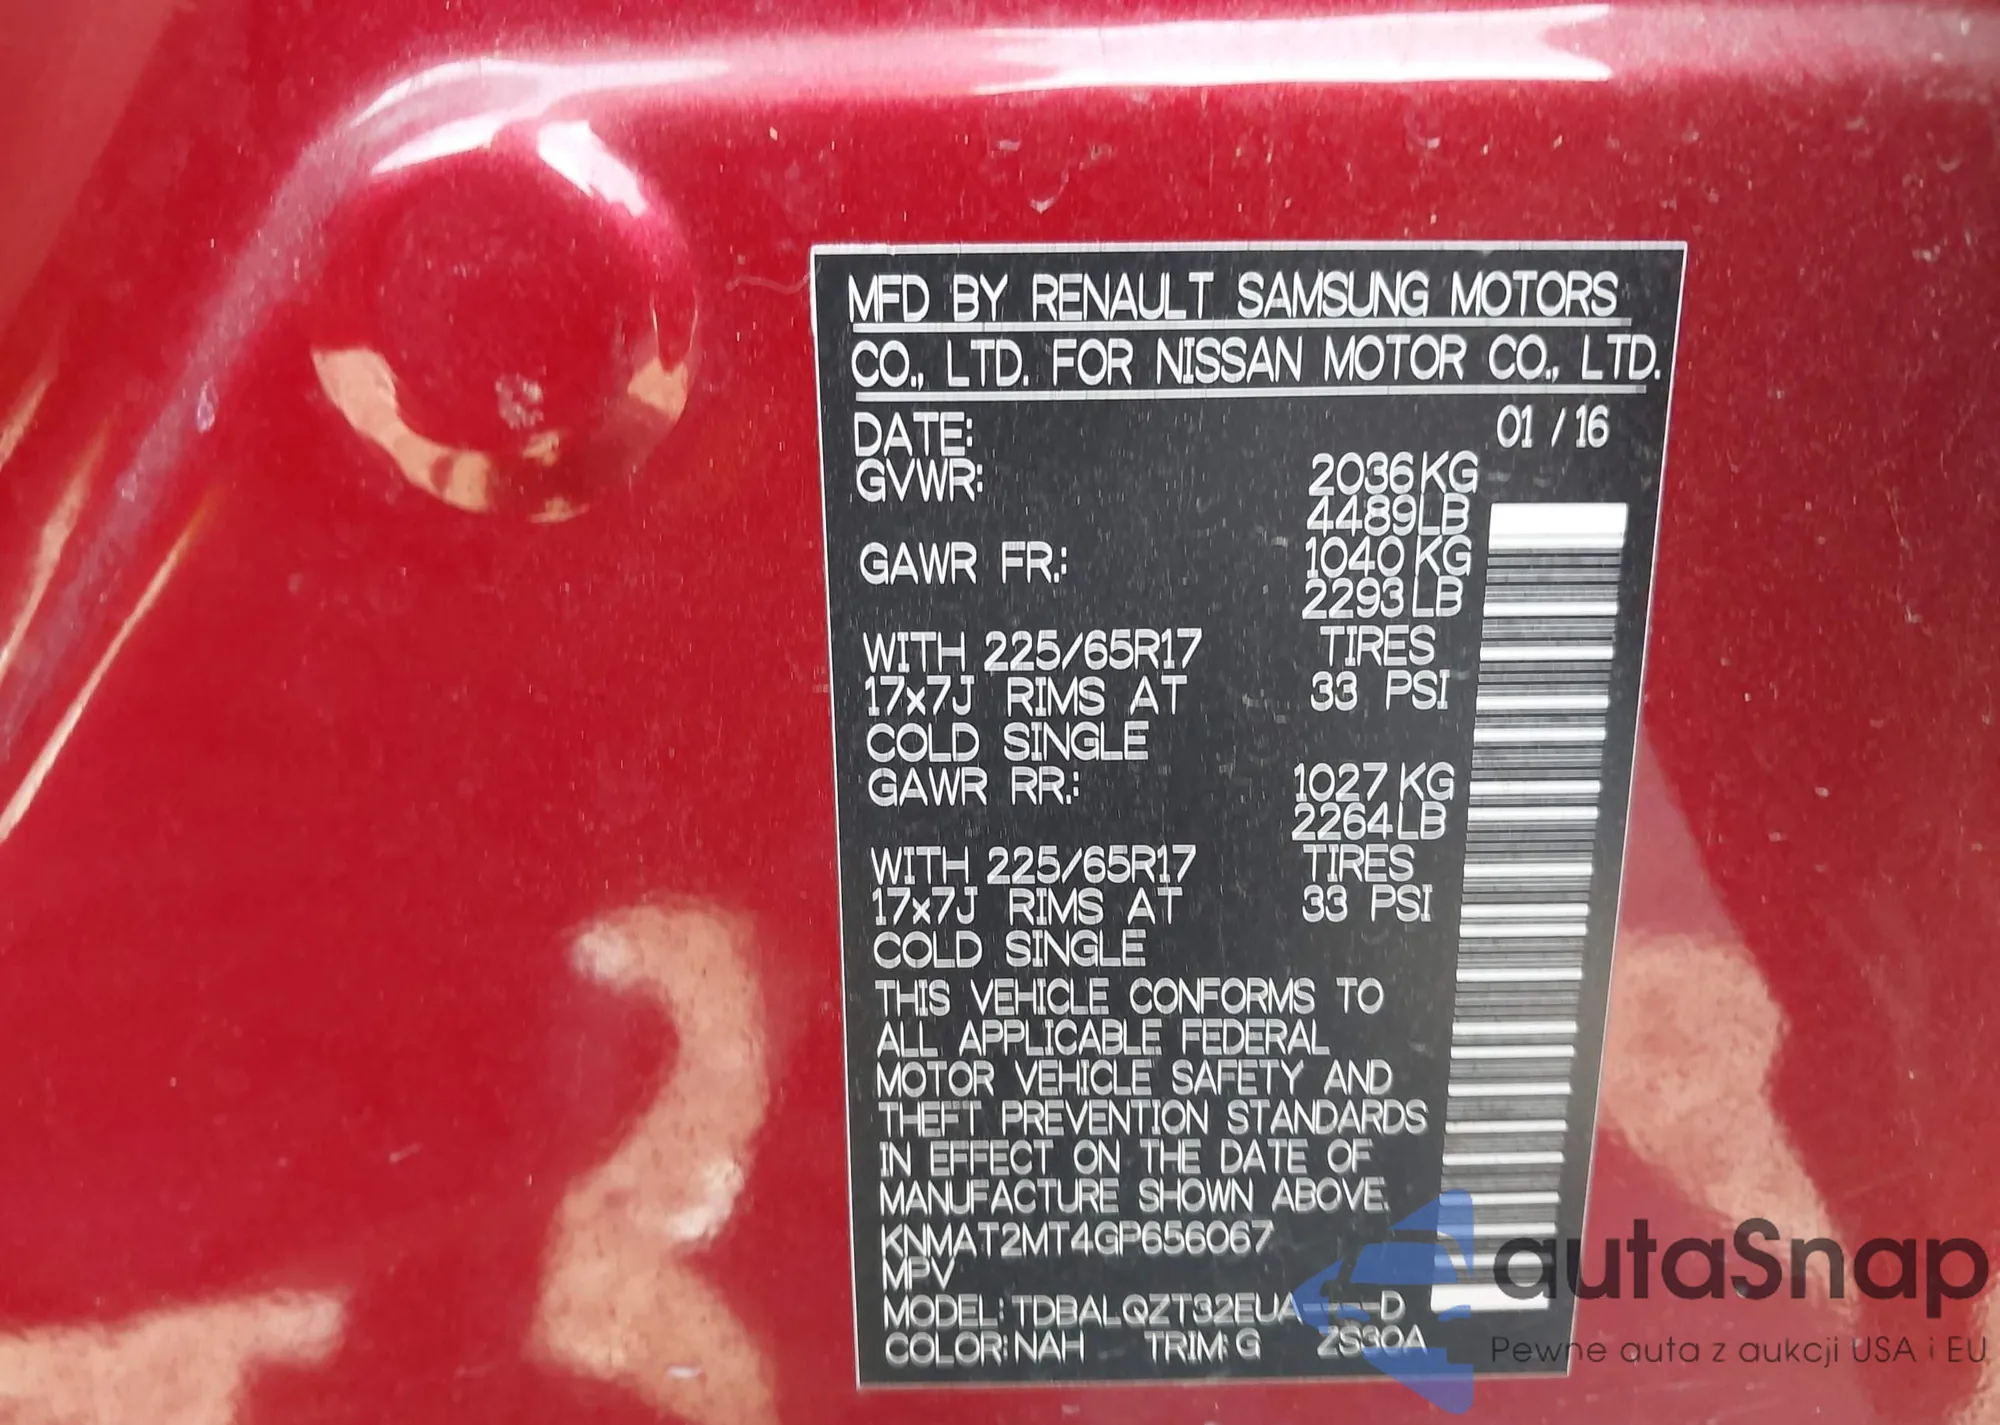 MFD BY RENAULT SAMSUNG MOTORS
CO., LTD. FOR NISSAN MOTOR CO., LTD.
DATE: 01 / 16
GVWR: 2036 KG
4489 LB
GAWR FR.: 1040 KG
2293 LB
WITH 225/65R17 TIRES
17x7J RIMS AT 33 PSI
COLD SINGLE
GAWR RR.: 1027 KG
2264 LB
WITH 225/65R17 TIRES
17x7J RIMS AT 33 PSI
COLD SINGLE
THIS VEHICLE CONFORMS TO
ALL APPLICABLE FEDERAL
MOTOR VEHICLE SAFETY AND
THEFT PREVENTION STANDARDS
IN EFFECT ON THE DATE OF
MANUFACTURE SHOWN ABOVE.
KNMAT2MT4GP656067
MPV
MODEL: TDBALQZT32EUA
COLOR: NAH TRIM: G ZS30A
autaSnap
Pewne auta z aukcji USA i EU